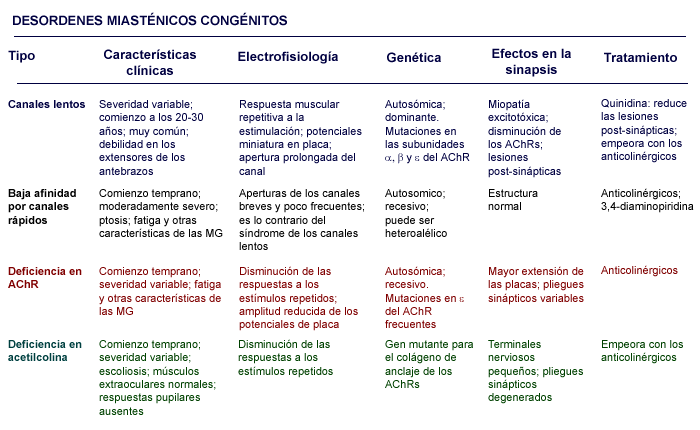 DESORDENES MIASTÉNICOS CONGÉNITOS
Tipo
Características
clínicas
Electrofisiología
Genética
Efectos en la
sinapsis
Tratamiento
Canales lentos
Severidad variable;
comienzo a los 20-30
años; muy común;
debilidad en los
extensores de los
antebrazos
Respuesta muscular
repetitiva a la
estimulación; potenciales
miniatura en placa;
apertura prolongada del
canal
Autosómica;
dominante.
Mutaciones en
las subunidades
α, β y ε del AChR
Miopatía
excitotóxica;
disminución de
los AChRs;
lesiones
post-sinápticas
Quinidina: reduce
las lesiones
post-sinápticas;
empeora con los
anticolinérgicos
Baja afinidad
por canales
rápidos
Comienzo temprano;
moderadamente severo;
ptosis; fatiga y otras
características de las MG
Aperturas de los canales
breves y poco frecuentes;
es lo contrario del
síndrome de los canales
lentos
Autosomico;
recesivo;
puede ser
heteroalélico
Estructura
normal
Anticolinérgicos;
3,4-diaminopiridina
Deficiencia en
AChR
Comienzo temprano;
severidad variable; fatiga
y otras características de
las MG
Disminución de las
respuestas a los
estímulos repetidos;
amplitud reducida de los
potenciales de placa
Autosómica;
recesivo.
Mutaciones en ε
del AChR
frecuentes
Mayor extensión de
las placas; pliegues
sinápticos variables
Anticolinérgicos
Deficiencia en
acetilcolina
Comienzo temprano;
severidad variable;
escoliosis; músculos
extraoculares normales;
respuestas pupilares
ausentes
Disminución de las
respuestas a los
estímulos repetidos
Gen mutante para
el colágeno de
anclaje de los
AChRs
Terminales
nerviosos
pequeños; pliegues
sinápticos
degenerados
Empeora con los
anticolinérgicos